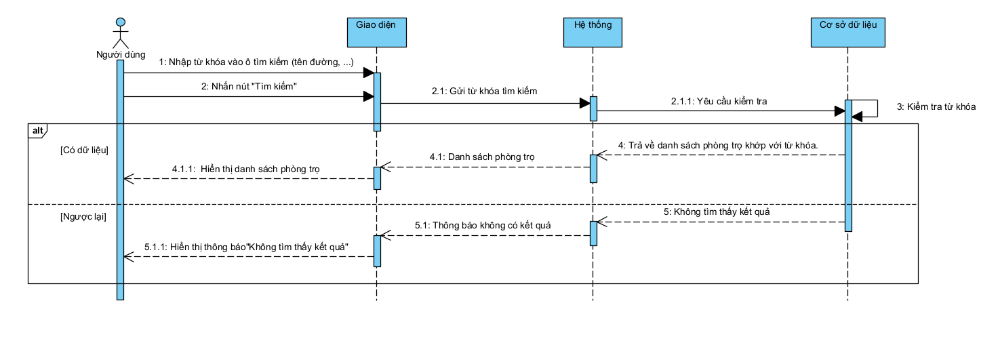 Giao diện
Hệ thống
Cơ sở dữ liệu
Người dùng
1: Nhập từ khóa vào ô tìm kiếm (tên đường, ...)
2: Nhấn nút "Tìm kiếm"
2.1: Gửi từ khóa tìm kiếm
2.1.1: Yêu cầu kiểm tra
3: Kiểm tra từ khóa
alt
[Có dữ liệu]
4: Trả về danh sách phòng trọ khớp với từ khóa.
4.1: Danh sách phòng trọ
4.1.1:  Hiển thị danh sách phòng trọ
[Ngược lại]
5: Không tìm thấy kết quả
5.1: Thông báo không có kết quả
5.1.1: Hiển thị thông báo"Không tìm thấy kết quả"